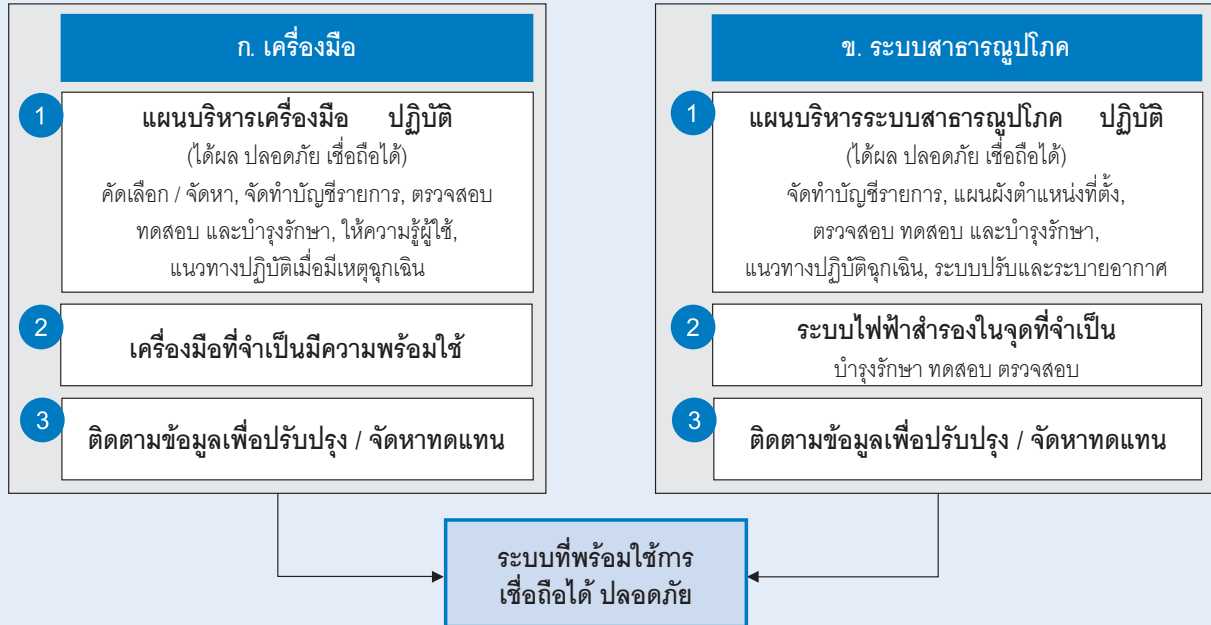 ก. เครื่องมือ
1
แผนบริหารเครื่องมือ ปฏิบัติ
(ได้ผล ปลอดภัย เชื่อถือได้)
คัดเลือก / จัดหา, จัดทำบัญชีรายการ, ตรวจสอบ
ทดสอบ และบำรุงรักษา, ให้ความรู้ผู้ใช้,
แนวทางปฏิบัติเมื่อมีเหตุฉุกเฉิน
2
เครื่องมือที่จำเป็นมีความพร้อมใช้
3
ติดตามข้อมูลเพื่อปรับปรุง / จัดหาทดแทน
ข. ระบบสาธารณูปโภค
1
แผนบริหารระบบสาธารณูปโภค ปฏิบัติ
(ได้ผล ปลอดภัย เชื่อถือได้)
จัดทำบัญชีรายการ, แผนผังตำแหน่งที่ตั้ง,
ตรวจสอบ ทดสอบ และบำรุงรักษา,
แนวทางปฏิบัติฉุกเฉิน, ระบบปรับและระบายอากาศ
2
ระบบไฟฟ้าสำรองในจุดที่จำเป็น
บำรุงรักษา ทดสอบ ตรวจสอบ
3
ติดตามข้อมูลเพื่อปรับปรุง / จัดหาทดแทน
ระบบที่พร้อมใช้การ
เชื่อถือได้ ปลอดภัย